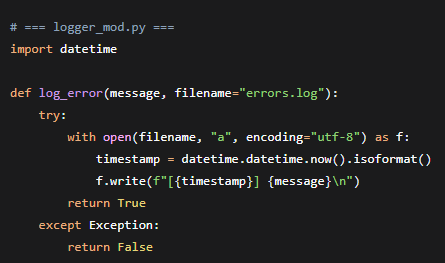 # === logger_mod.py ===
import datetime

def log_error(message, filename="errors.log"):
    try:
        with open(filename, "a", encoding="utf-8") as f:
            timestamp = datetime.datetime.now().isoformat()
            f.write(f"[{timestamp}] {message}\n")
        return True
    except Exception:
        return False